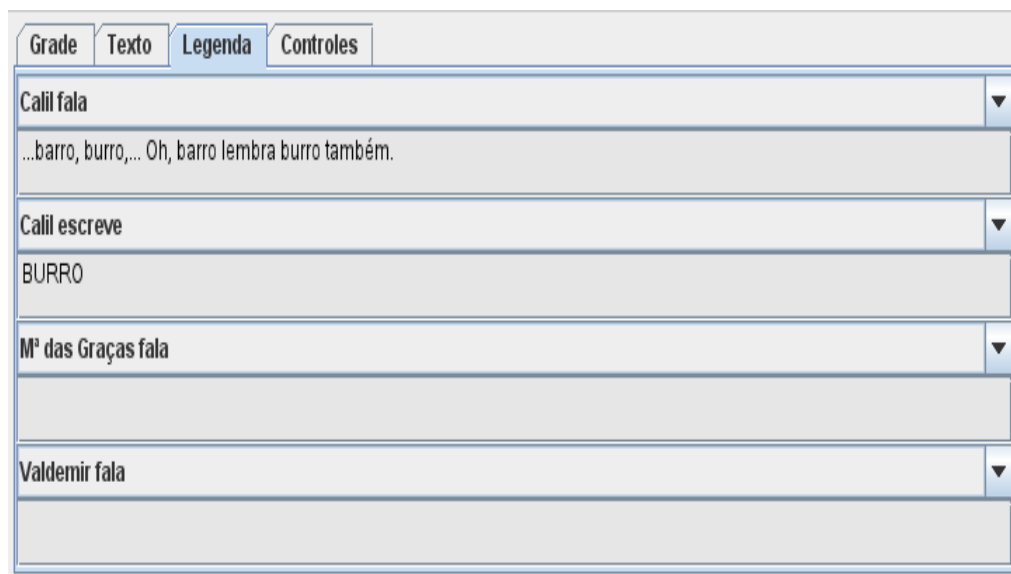 Grade Texto Legenda Controles
Calil fala
...barro, burro,... Oh, barro lembra burro também.
Calil escreve
BURRO
Mª das Graças fala
Valdemir fala